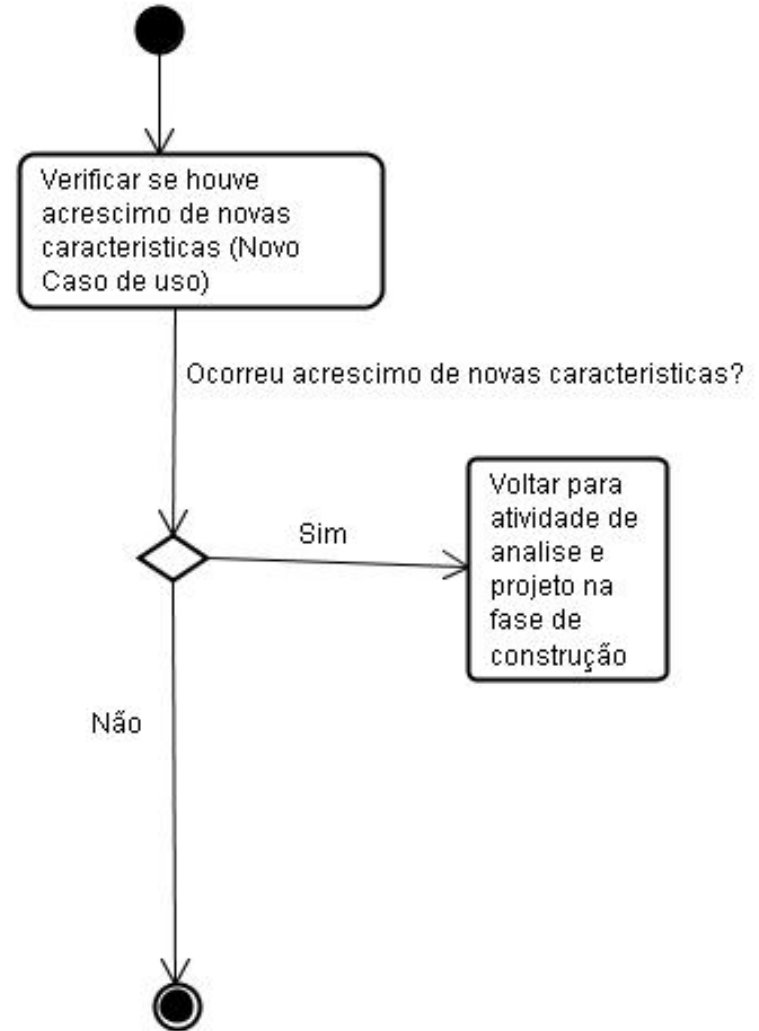 Verificar se houve
acrescimo de novas
caracteristicas (Novo
Caso de uso)
Ocorreu acrescimo de novas caracteristicas?
Sim
Voltar para
atividade de
analise e
projeto na
fase de
construção
Não